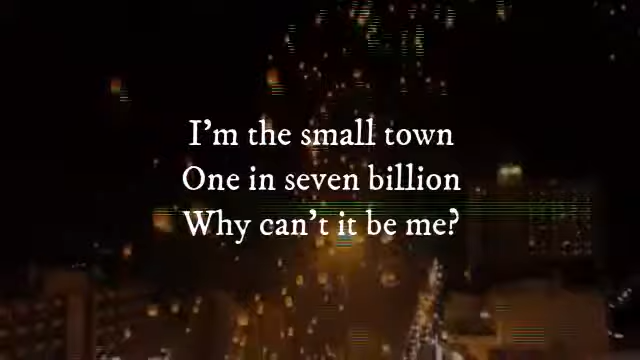 I'm the small town
One in seven billion
Why can't it be me?